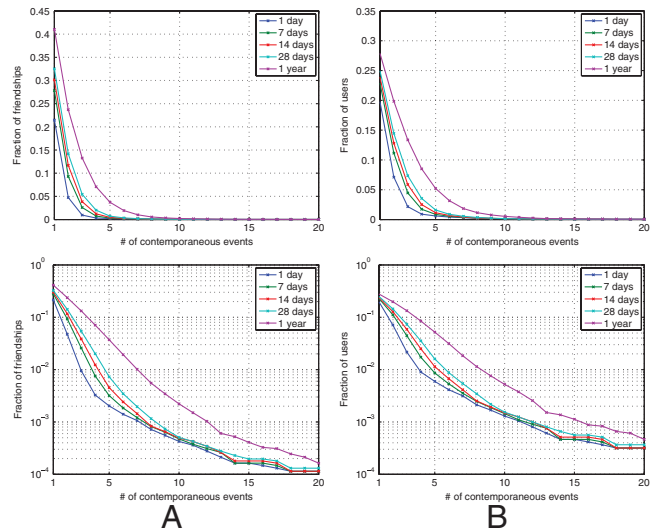 0.45
0.4
0.35
0.3
0.25
0.2
0.15
0.1
0.05
0
1 5 10 15 20
Fraction of friendships
# of contemporaneous events
1 day
7 days
14 days
28 days
1 year
0.35
0.3
0.25
0.2
0.15
0.1
0.05
0
1 5 10 15 20
Fraction of users
# of contemporaneous events
1 day
7 days
14 days
28 days
1 year
10^0
10^-1
10^-2
10^-3
10^-4
1 5 10 15 20
Fraction of friendships
# of contemporaneous events
1 day
7 days
14 days
28 days
1 year
A
10^0
10^-1
10^-2
10^-3
10^-4
1 5 10 15 20
Fraction of users
# of contemporaneous events
1 day
7 days
14 days
28 days
1 year
B